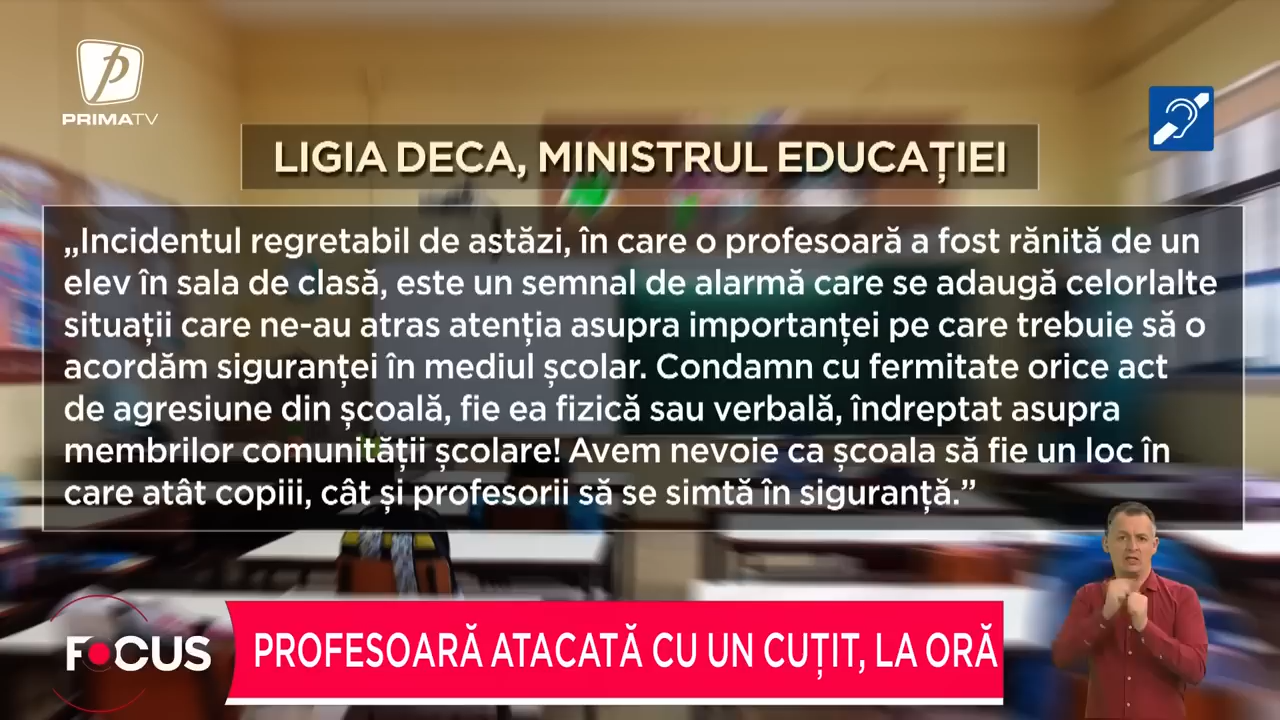 PRIMATV
LIGIA DECA, MINISTRUL EDUCAȚIEI
„Incidentul regretabil de astăzi, în care o profesoară a fost rănită de un
elev în sala de clasă, este un semnal de alarmă care se adaugă celorlalte
situații care ne-au atras atenția asupra importanței pe care trebuie să o
acordăm siguranței în mediul școlar. Condamn cu fermitate orice act
de agresiune din școală, fie ea fizică sau verbală, îndreptat asupra
membrilor comunității școlare! Avem nevoie ca școala să fie un loc în
care atât copiii, cât și profesorii să se simtă în siguranță.”
FOCUS
PROFESOARĂ ATACATĂ CU UN CUȚIT, LA ORĂ